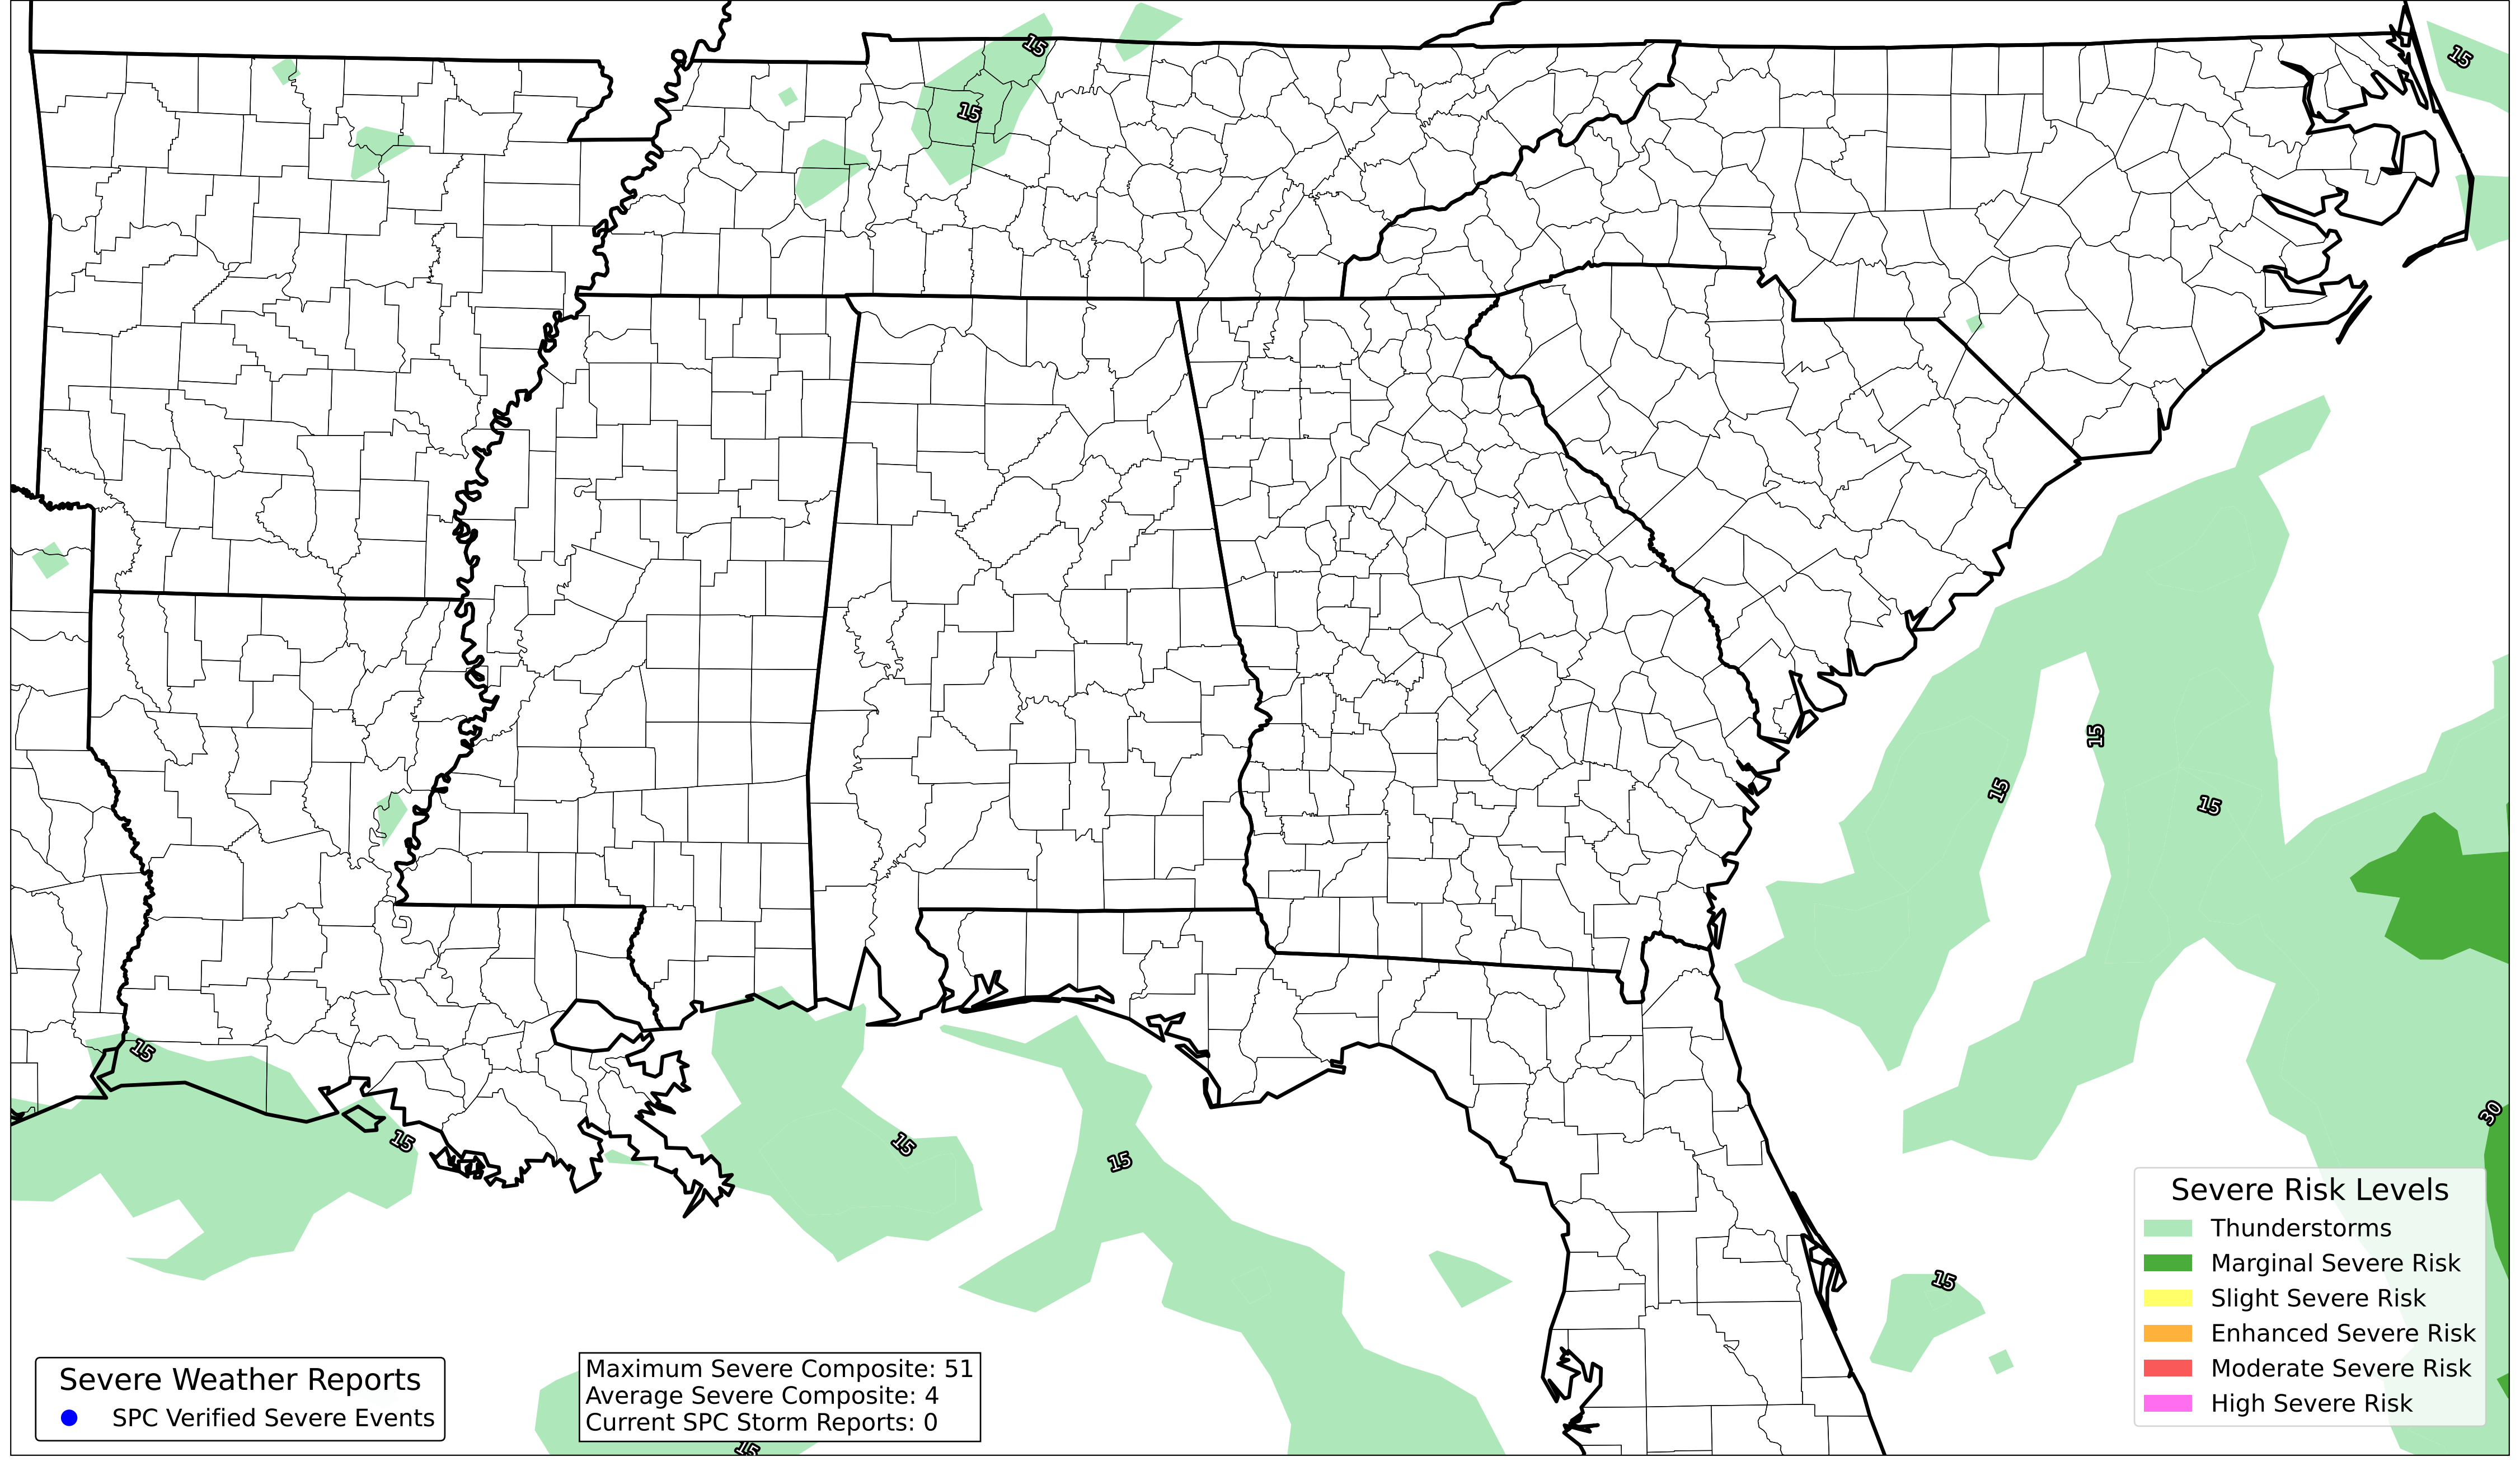 15
15
15
15
15
15
15
15
15
30
15
15
15
Severe Risk Levels
Thunderstorms
Marginal Severe Risk
Slight Severe Risk
Enhanced Severe Risk
Moderate Severe Risk
High Severe Risk
Severe Weather Reports
SPC Verified Severe Events
Maximum Severe Composite: 51
Average Severe Composite: 4
Current SPC Storm Reports: 0
15